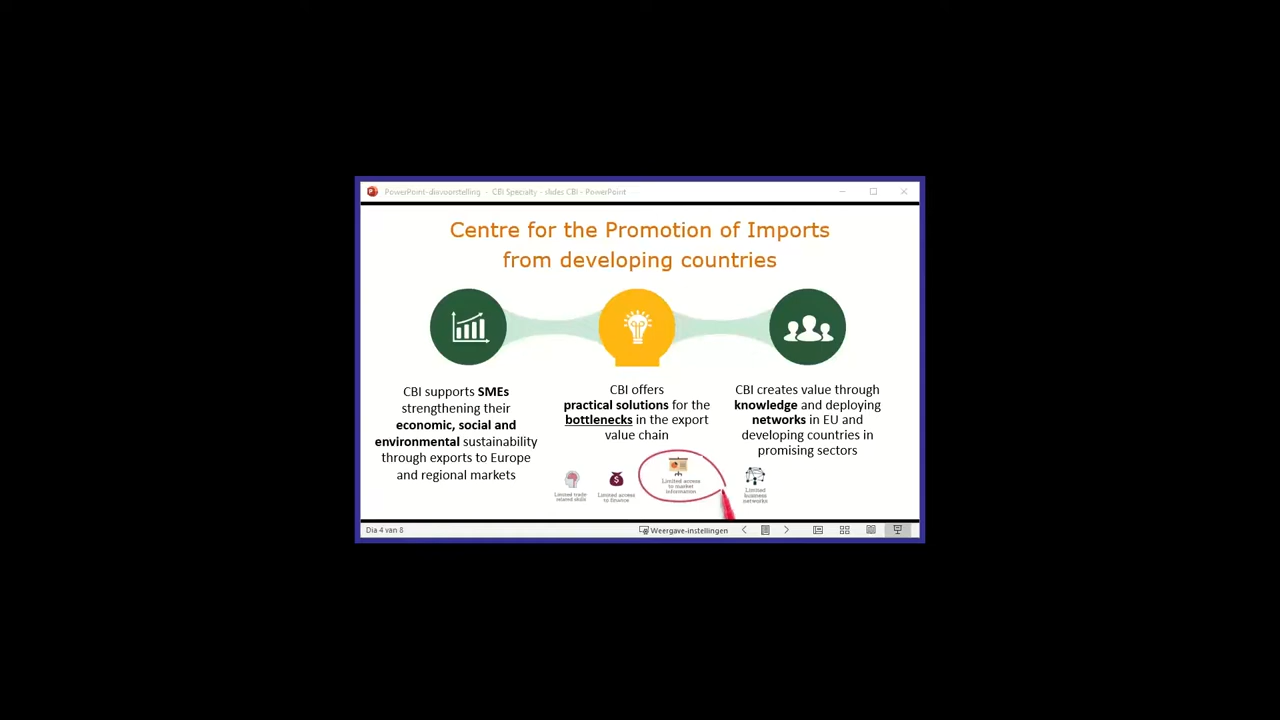 PowerPoint-diavoorstelling - CBI Specialty - slides CBI - PowerPoint
Centre for the Promotion of Imports
from developing countries
CBI supports SMEs
strengthening their
economic, social and
environmental sustainability
through exports to Europe
and regional markets
CBI offers
practical solutions for the
bottlenecks in the export
value chain
CBI creates value through
knowledge and deploying
networks in EU and
developing countries in
promising sectors
Limited trade-
related skills
Limited access
to finance
Limited access
to market
information
Limited
business
networks
Dia 4 van 8
Weergave-instellingen